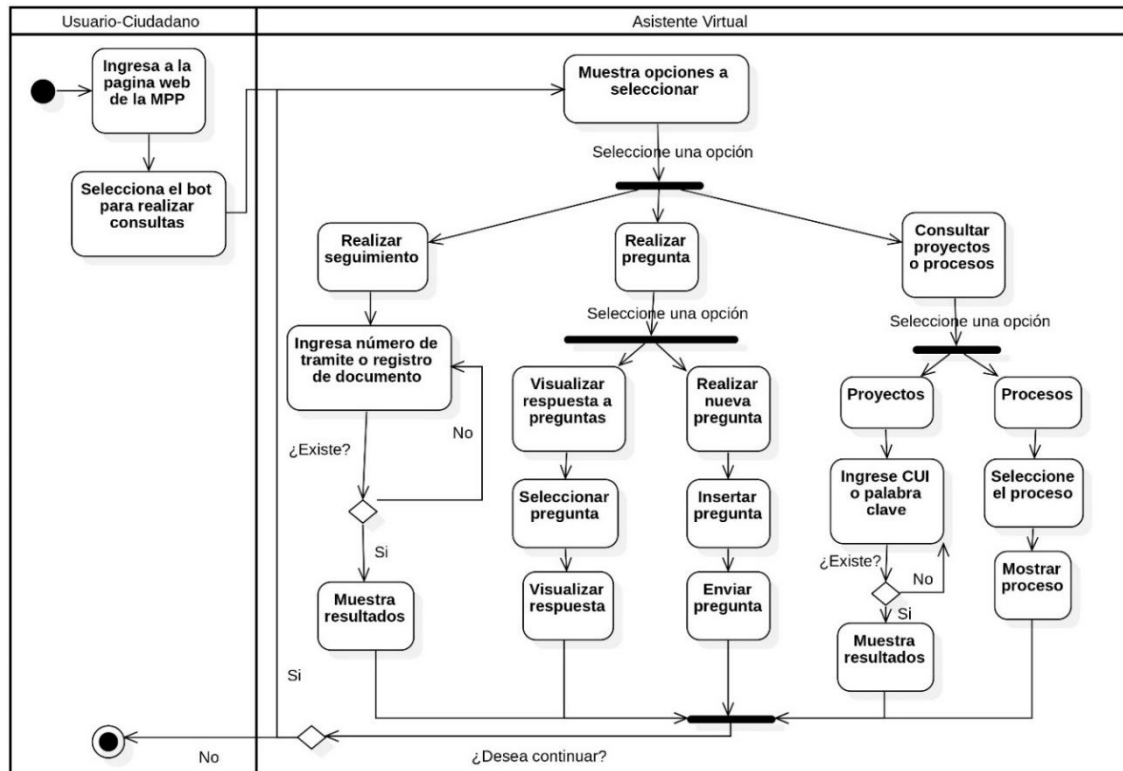 Usuario-Ciudadano
Asistente Virtual
Ingresa a la
pagina web
de la MPP
Selecciona el bot
para realizar
consultas
Muestra opciones a
seleccionar
Seleccione una opción
Realizar
seguimiento
Realizar
pregunta
Consultar
proyectos
o procesos
Ingresa número de
tramite o registro
de documento
¿Existe?
No
Si
Muestra
resultados
Seleccione una opción
Visualizar
respuesta a
preguntas
Realizar
nueva
pregunta
Seleccionar
pregunta
Insertar
pregunta
Visualizar
respuesta
Enviar
pregunta
Seleccione una opción
Proyectos
Procesos
Ingrese CUI
o palabra
clave
Seleccione
el proceso
¿Existe?
No
Si
Mostrar
proceso
Muestra
resultados
Si
No
¿Desea continuar?